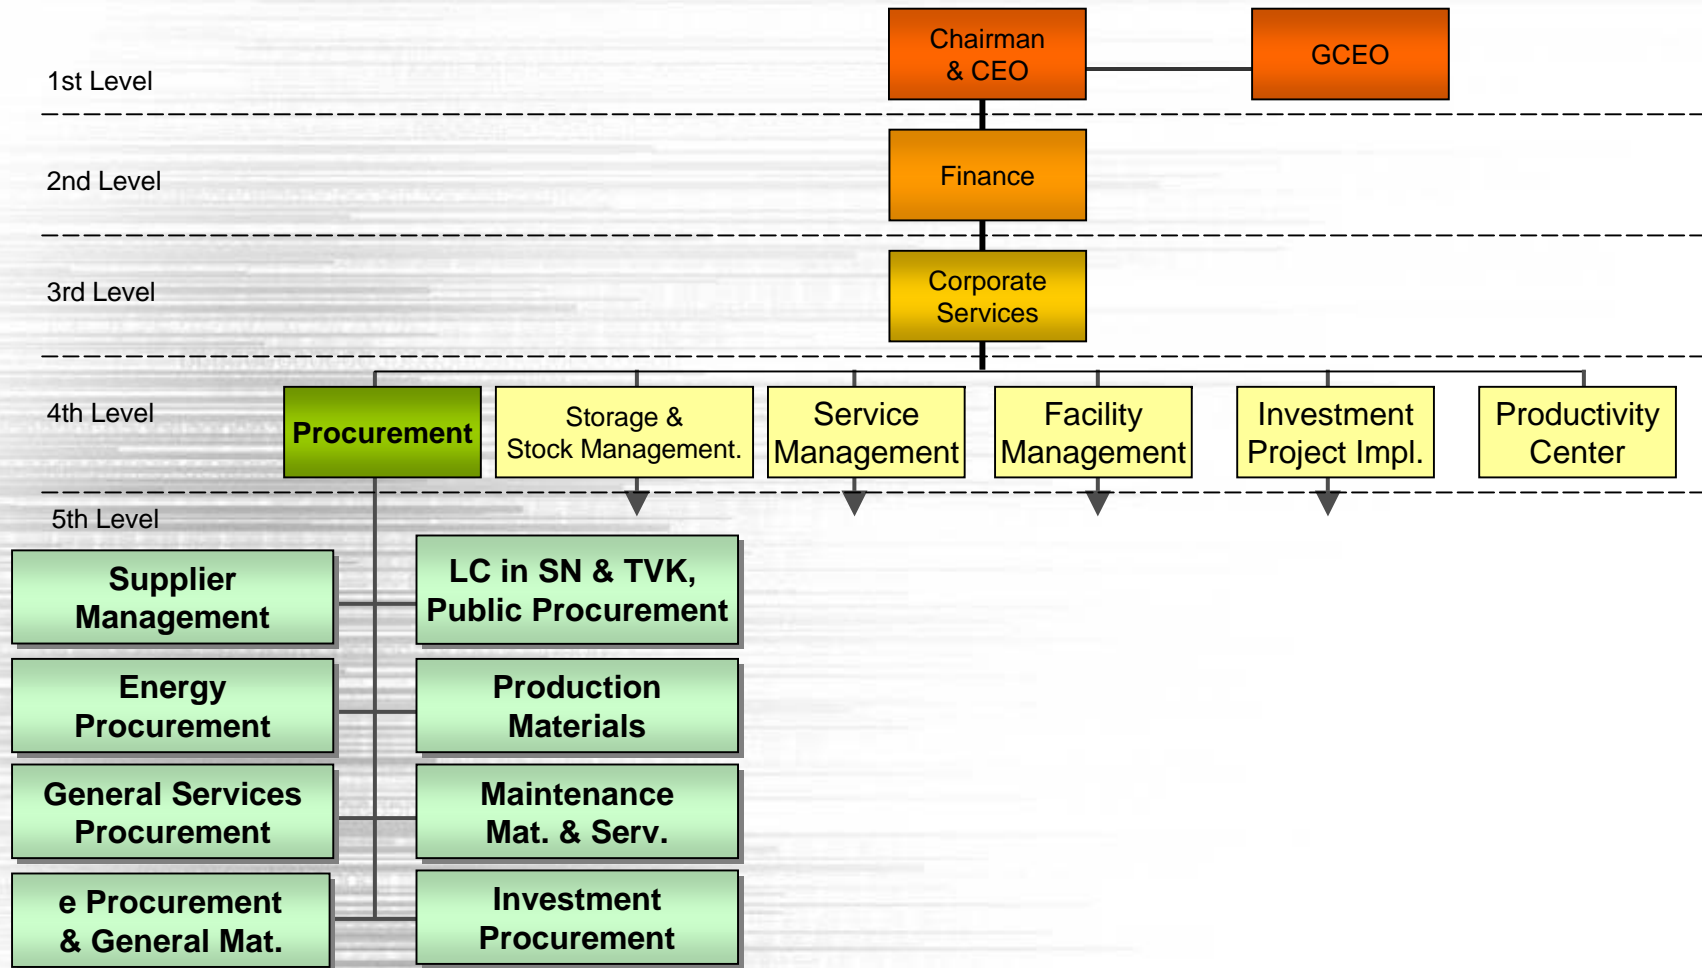 Chairman
& CEO
GCEO
1st Level
2nd Level
Finance
3rd Level
Corporate
Services
4th Level
Procurement
Storage &
Stock Management.
Service
Management
Facility
Management
Investment
Project Impl.
Productivity
Center
5th Level
Supplier
Management
LC in SN & TVK,
Public Procurement
Energy
Procurement
Production
Materials
General Services
Procurement
Maintenance
Mat. & Serv.
e Procurement
& General Mat.
Investment
Procurement